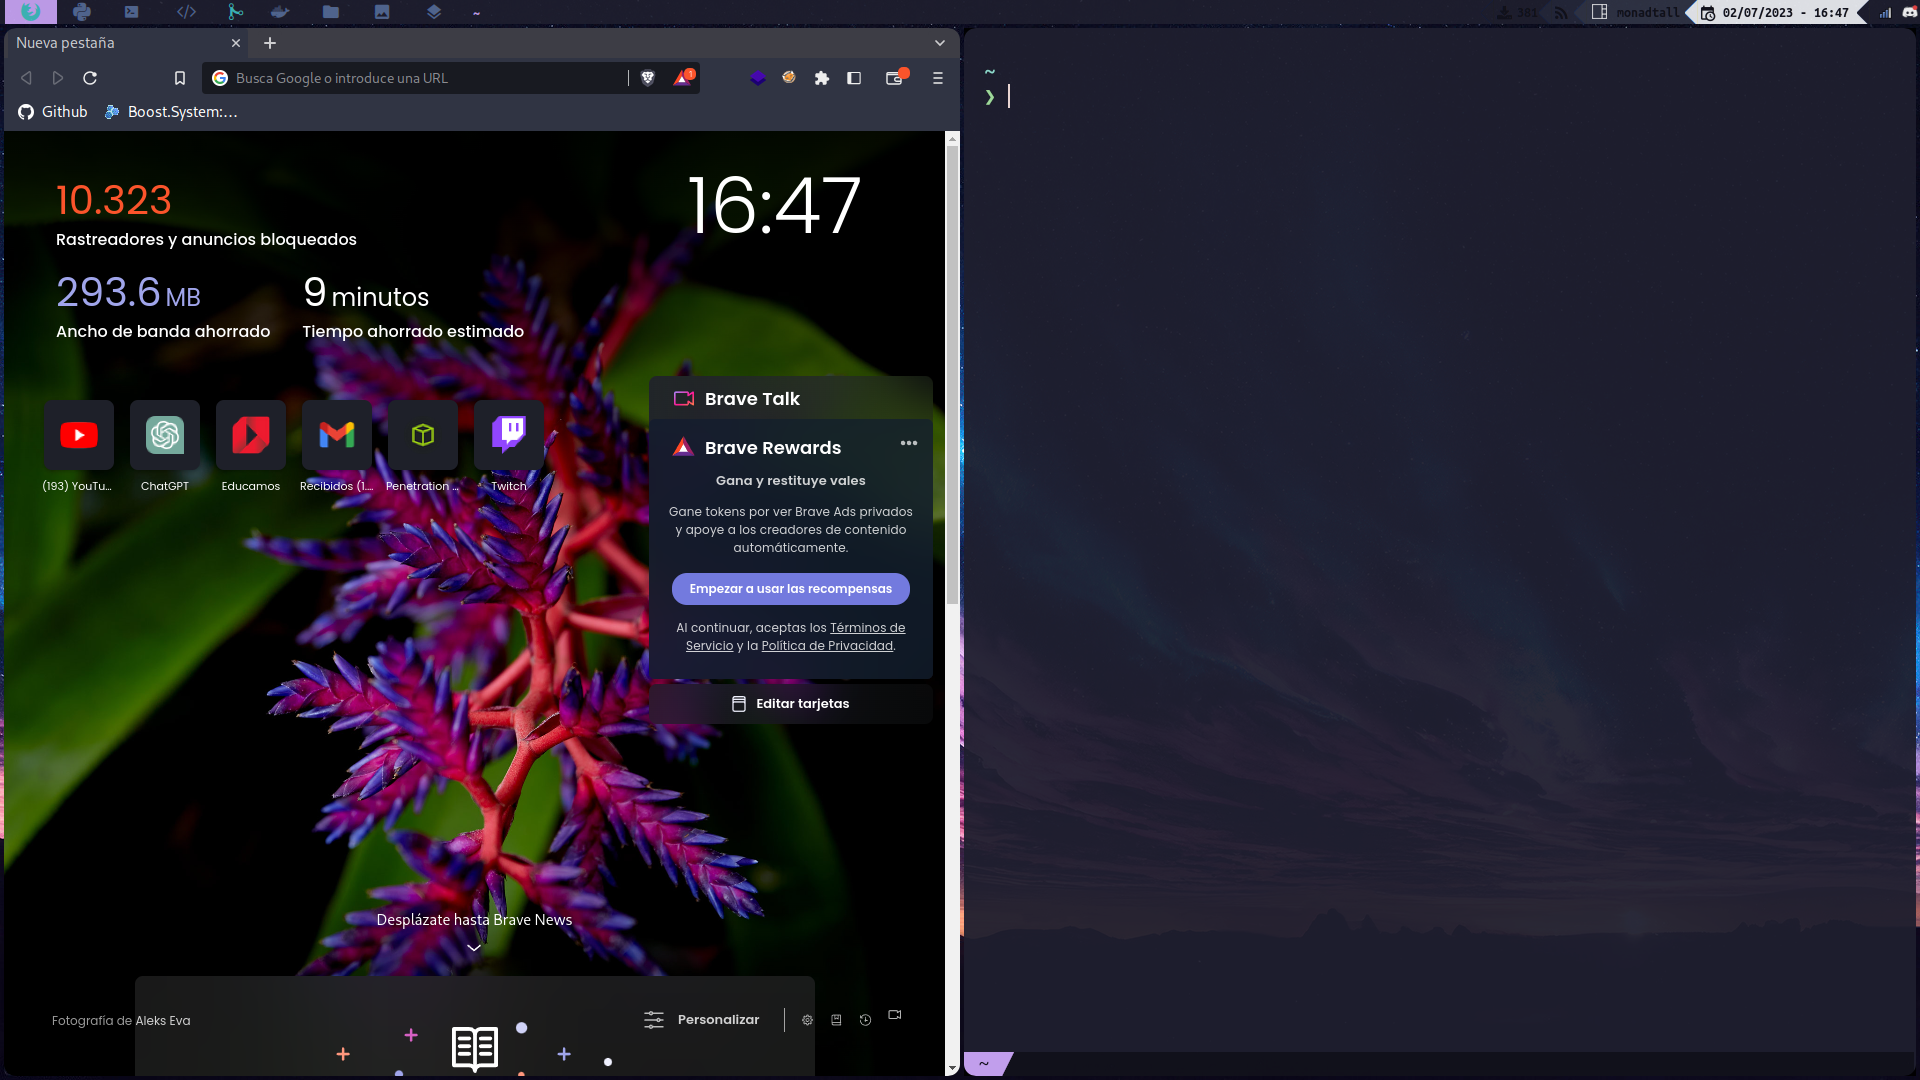 ~
381
monadtall
02/07/2023 - 16:47
Nueva pestaña
Busca Google o introduce una URL
1
Github
Boost.System:...
10.323
Rastreadores y anuncios bloqueados
16:47
293.6 MB
Ancho de banda ahorrado
9 minutos
Tiempo ahorrado estimado
(193) YouTu...
ChatGPT
Educamos
Recibidos (1....
Penetration ...
Twitch
Brave Talk
Brave Rewards
Gana y restituye vales
Gane tokens por ver Brave Ads privados
y apoye a los creadores de contenido
automáticamente.
Empezar a usar las recompensas
Al continuar, aceptas los Términos de
Servicio y la Política de Privacidad.
Editar tarjetas
Desplázate hasta Brave News
Fotografía de Aleks Eva
Personalizar
~
❯
~